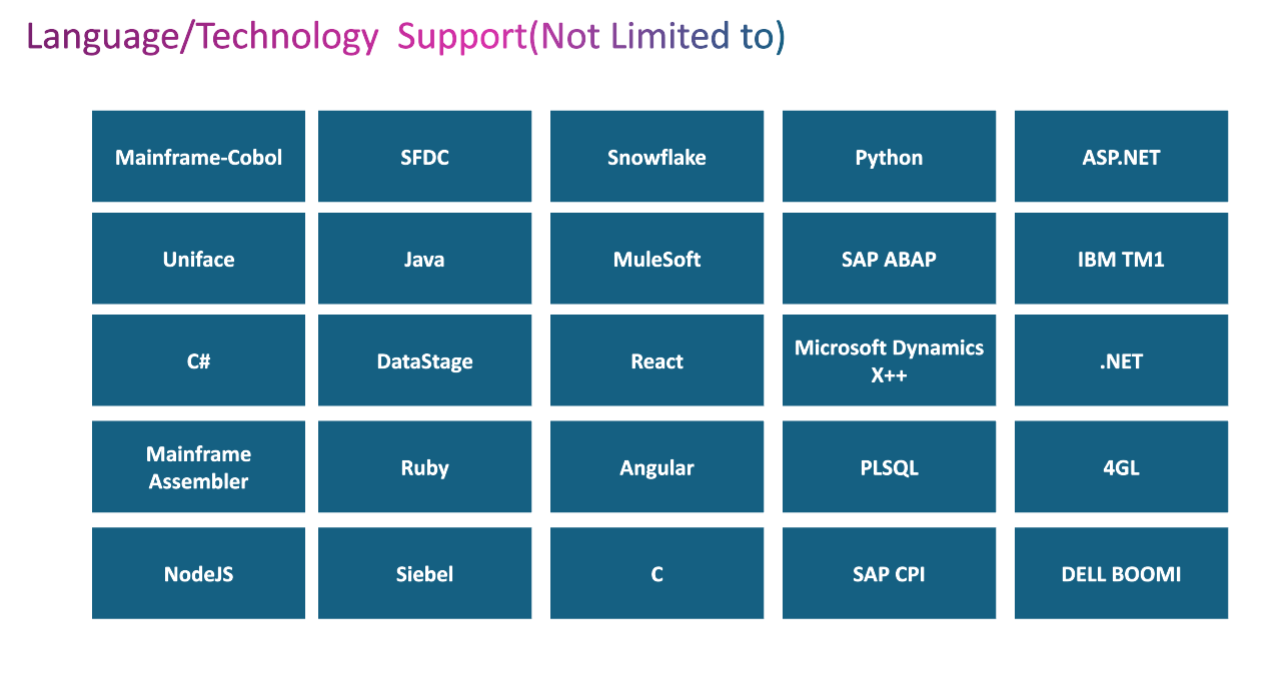 Language/Technology Support(Not Limited to)
Mainframe-Cobol
SFDC
Snowflake
Python
ASP.NET
Uniface
Java
MuleSoft
SAP ABAP
IBM TM1
C#
DataStage
React
Microsoft Dynamics
X++
.NET
Mainframe
Assembler
Ruby
Angular
PLSQL
4GL
NodeJS
Siebel
C
SAP CPI
DELL BOOMI